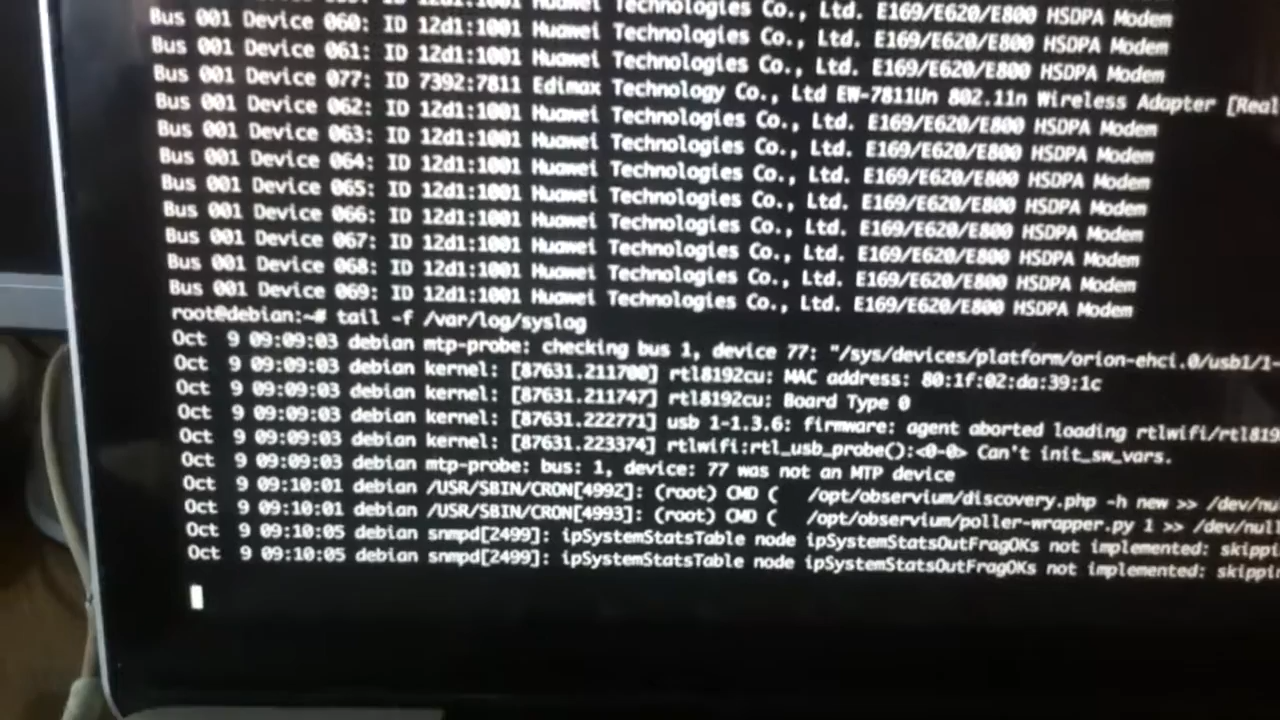 12d1:1001 Huawei Technologies Co., Ltd. E169/E620/E800 HSDPA Modem
Bus 001 Device 060: ID 12d1:1001 Huawei Technologies Co., Ltd. E169/E620/E800 HSDPA Modem
Bus 001 Device 061: ID 12d1:1001 Huawei Technologies Co., Ltd. E169/E620/E800 HSDPA Modem
Bus 001 Device 077: ID 7392:7811 Edimax Technology Co., Ltd EW-7811Un 802.11n Wireless Adapter [Real
Bus 001 Device 062: ID 12d1:1001 Huawei Technologies Co., Ltd. E169/E620/E800 HSDPA Modem
Bus 001 Device 063: ID 12d1:1001 Huawei Technologies Co., Ltd. E169/E620/E800 HSDPA Modem
Bus 001 Device 064: ID 12d1:1001 Huawei Technologies Co., Ltd. E169/E620/E800 HSDPA Modem
Bus 001 Device 065: ID 12d1:1001 Huawei Technologies Co., Ltd. E169/E620/E800 HSDPA Modem
Bus 001 Device 066: ID 12d1:1001 Huawei Technologies Co., Ltd. E169/E620/E800 HSDPA Modem
Bus 001 Device 067: ID 12d1:1001 Huawei Technologies Co., Ltd. E169/E620/E800 HSDPA Modem
Bus 001 Device 068: ID 12d1:1001 Huawei Technologies Co., Ltd. E169/E620/E800 HSDPA Modem
Bus 001 Device 069: ID 12d1:1001 Huawei Technologies Co., Ltd. E169/E620/E800 HSDPA Modem
root@debian:~# tail -f /var/log/syslog
Oct  9 09:09:03 debian mtp-probe: checking bus 1, device 77: "/sys/devices/platform/orion-ehci.0/usb1/1-
Oct  9 09:09:03 debian kernel: [87631.211700] rtl8192cu: MAC address: 80:1f:02:da:39:1c
Oct  9 09:09:03 debian kernel: [87631.211747] rtl8192cu: Board Type 0
Oct  9 09:09:03 debian kernel: [87631.222771] usb 1-1.3.6: firmware: agent aborted loading rtlwifi/rtl819
Oct  9 09:09:03 debian kernel: [87631.223374] rtlwifi:rtl_usb_probe():<0-0> Can't init_sw_vars.
Oct  9 09:09:03 debian mtp-probe: bus: 1, device: 77 was not an MTP device
Oct  9 09:10:01 debian /USR/SBIN/CRON[4992]: (root) CMD (   /opt/observium/discovery.php -h new >> /dev/nu
Oct  9 09:10:01 debian /USR/SBIN/CRON[4993]: (root) CMD (   /opt/observium/poller-wrapper.py 1 >> /dev/null
Oct  9 09:10:05 debian snmpd[2499]: ipSystemStatsTable node ipSystemStatsOutFragOKs not implemented: skippi
Oct  9 09:10:05 debian snmpd[2499]: ipSystemStatsTable node ipSystemStatsOutFragOKs not implemented: skippin